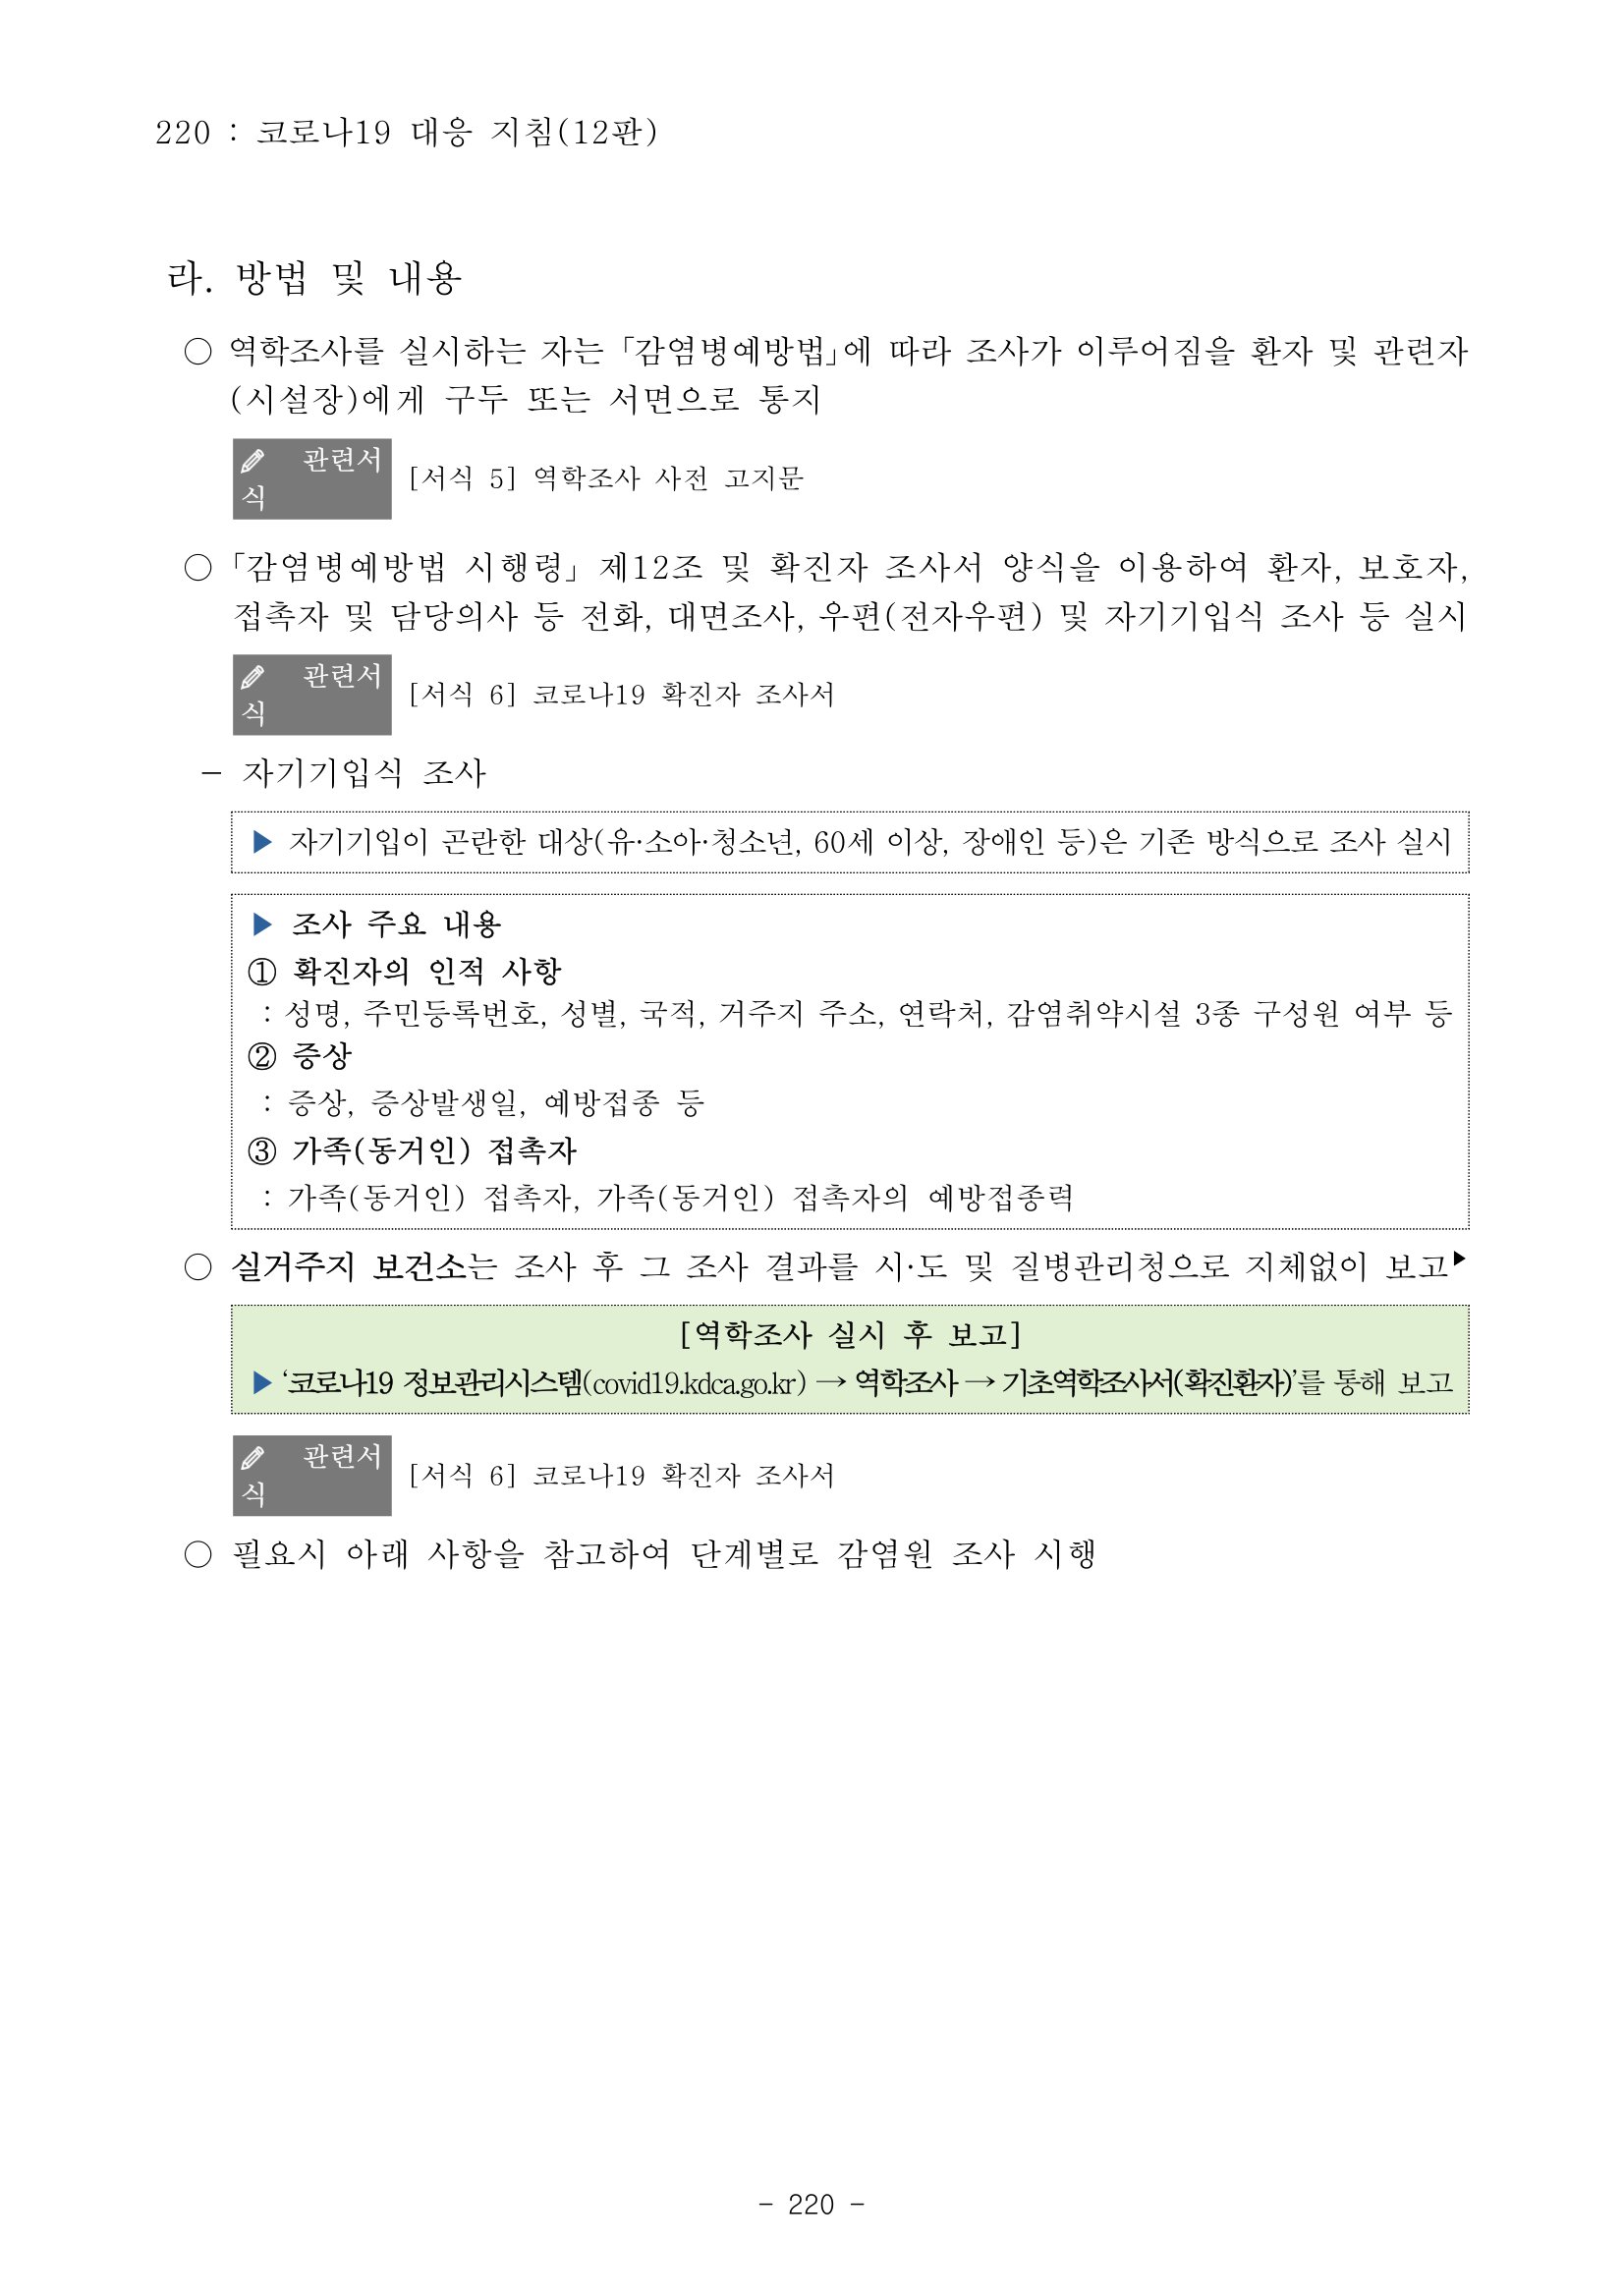 220 : 코로나19 대응 지침(12판)
라. 방법 및 내용
○ 역학조사를 실시하는 자는 「감염병예방법」에 따라 조사가 이루어짐을 환자 및 관련자
(시설장)에게 구두 또는 서면으로 통지
관련서
식
[서식 5] 역학조사 사전 고지문
○ 「감염병예방법 시행령」 제12조 및 확진자 조사서 양식을 이용하여 환자, 보호자,
접촉자 및 담당의사 등 전화, 대면조사, 우편(전자우편) 및 자기기입식 조사 등 실시
관련서
식
[서식 6] 코로나19 확진자 조사서
- 자기기입식 조사
▶ 자기기입이 곤란한 대상(유·소아·청소년, 60세 이상, 장애인 등)은 기존 방식으로 조사 실시
▶ 조사 주요 내용
① 확진자의 인적 사항
: 성명, 주민등록번호, 성별, 국적, 거주지 주소, 연락처, 감염취약시설 3종 구성원 여부 등
② 증상
: 증상, 증상발생일, 예방접종 등
③ 가족(동거인) 접촉자
: 가족(동거인) 접촉자, 가족(동거인) 접촉자의 예방접종력
○ 실거주지 보건소는 조사 후 그 조사 결과를 시·도 및 질병관리청으로 지체없이 보고▶
[역학조사 실시 후 보고]
▶ ‘코로나19 정보관리시스템(covid19.kdca.go.kr) → 역학조사 → 기초역학조사서(확진환자)’를 통해 보고
관련서
식
[서식 6] 코로나19 확진자 조사서
○ 필요시 아래 사항을 참고하여 단계별로 감염원 조사 시행
- 220 -